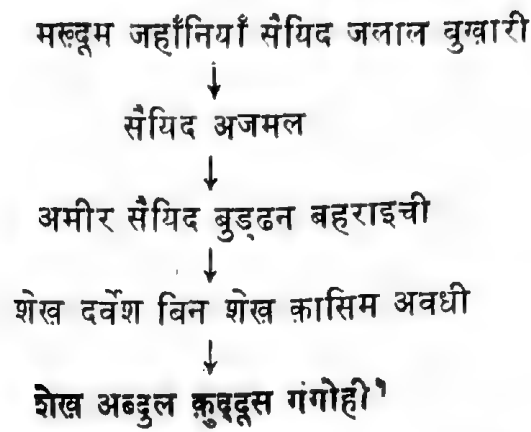 मख्दूम जहाँनियाँ सैयिद जलाल बुख़ारी
↓
सैयिद अजमल
↓
अमीर सैयिद बुड्ढन बहराइची
↓
शेख़ दर्वेश बिन शेख़ क़ासिम अवधी
↓
शेख़ अब्दुल क़ुद्दूस गंगोही¹